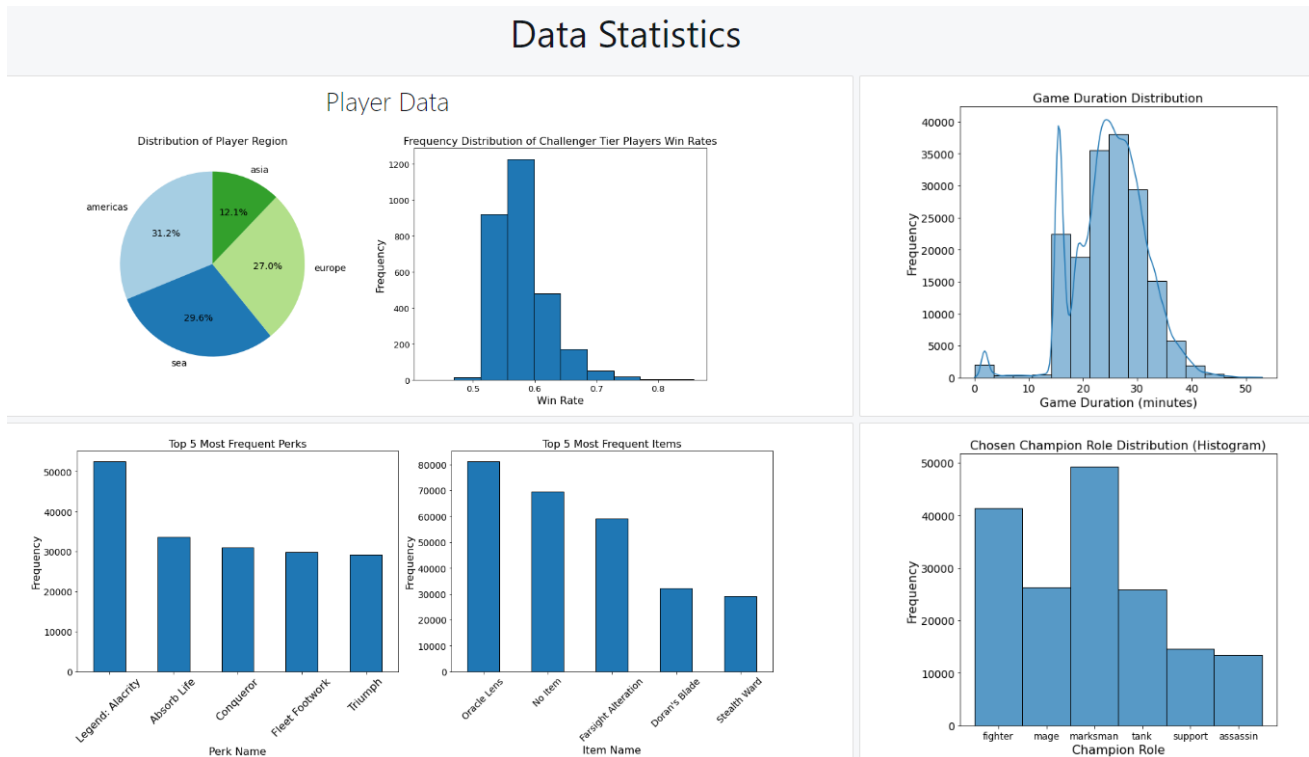 Data Statistics
Player Data
Distribution of Player Region
asia
americas
12.1%
31.2%
27.0%
europe
29.6%
sea
Frequency Distribution of Challenger Tier Players Win Rates
1200
1000
800
600
400
200
0
Frequency
0.5 0.6 0.7 0.8
Win Rate
Game Duration Distribution
40000
35000
30000
25000
20000
15000
10000
5000
0
Frequency
0 10 20 30 40 50
Game Duration (minutes)
Top 5 Most Frequent Perks
50000
40000
30000
20000
10000
0
Frequency
Legend: Alacrity
Absorb Life
Conqueror
Fleet Footwork
Triumph
Perk Name
Top 5 Most Frequent Items
80000
70000
60000
50000
40000
30000
20000
10000
0
Frequency
Oracle Lens
No Item
Farsight Alteration
Doran's Blade
Stealth Ward
Item Name
Chosen Champion Role Distribution (Histogram)
50000
40000
30000
20000
10000
0
Frequency
fighter mage marksman tank support assassin
Champion Role